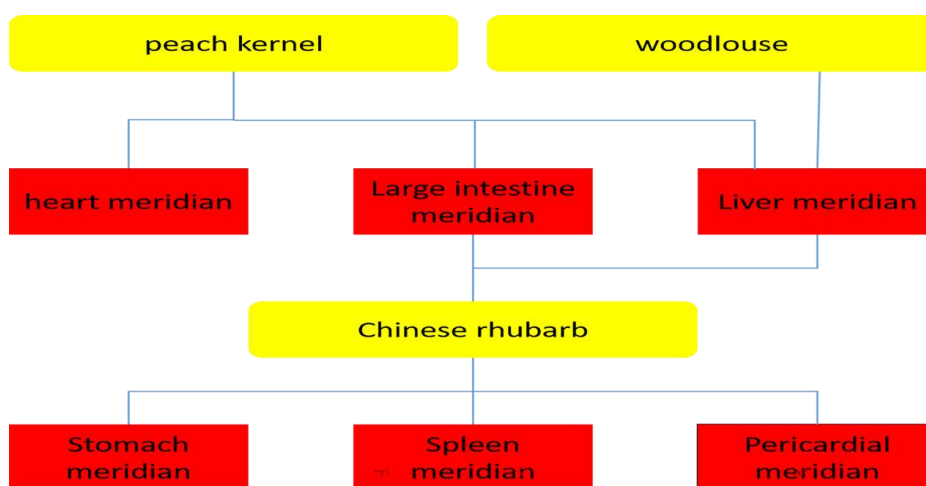 peach kernel
woodlouse
heart meridian
Large intestine
meridian
Liver meridian
Chinese rhubarb
Stomach
meridian
Spleen
meridian
Pericardial
meridian